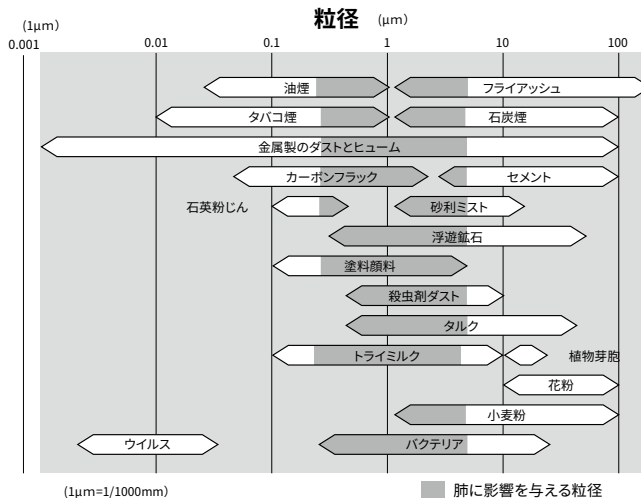 粒径 (μm)
(1μm)
0.001 0.01 0.1 1 10 100
油煙 フライアッシュ
タバコ煙 石炭煙
金属製のダストとヒューム
カーボンフラック セメント
石英粉じん 砂利ミスト
浮遊鉱石
塗料顔料
殺虫剤ダスト
タルク
トライミルク 植物芽胞
花粉
小麦粉
ウイルス バクテリア
(1μm=1/1000mm) 肺に影響を与える粒径